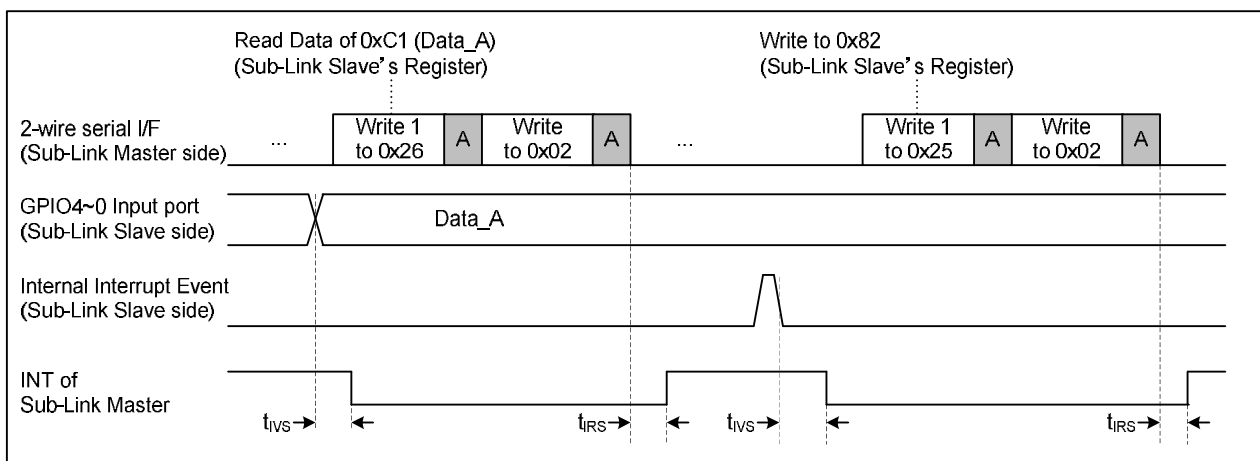 Read Data of 0xC1 (Data_A)
(Sub-Link Slave's Register)
Write to 0x82
(Sub-Link Slave's Register)
2-wire serial I/F
(Sub-Link Master side)
...
Write 1
to 0x26
A
Write
to 0x02
A
...
Write 1
to 0x25
A
Write
to 0x02
A
GPIO4~0 Input port
(Sub-Link Slave side)
Data_A
Internal Interrupt Event
(Sub-Link Slave side)
INT of
Sub-Link Master
tIVS
tIRS
tIVS
tIRS